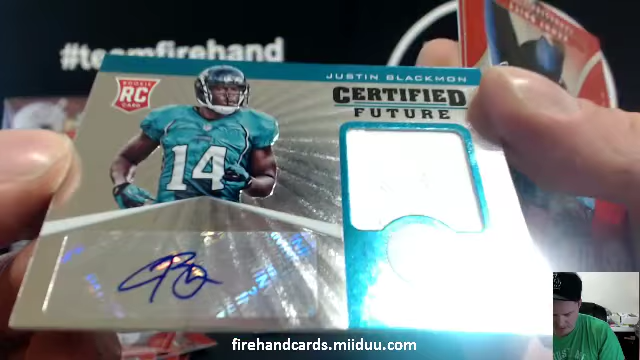 #teamfirehand
JUSTIN BLACKMON
ROOKIE
RC
CARD
CERTIFIED
FUTURE
14
firehandcards.miiduu.com